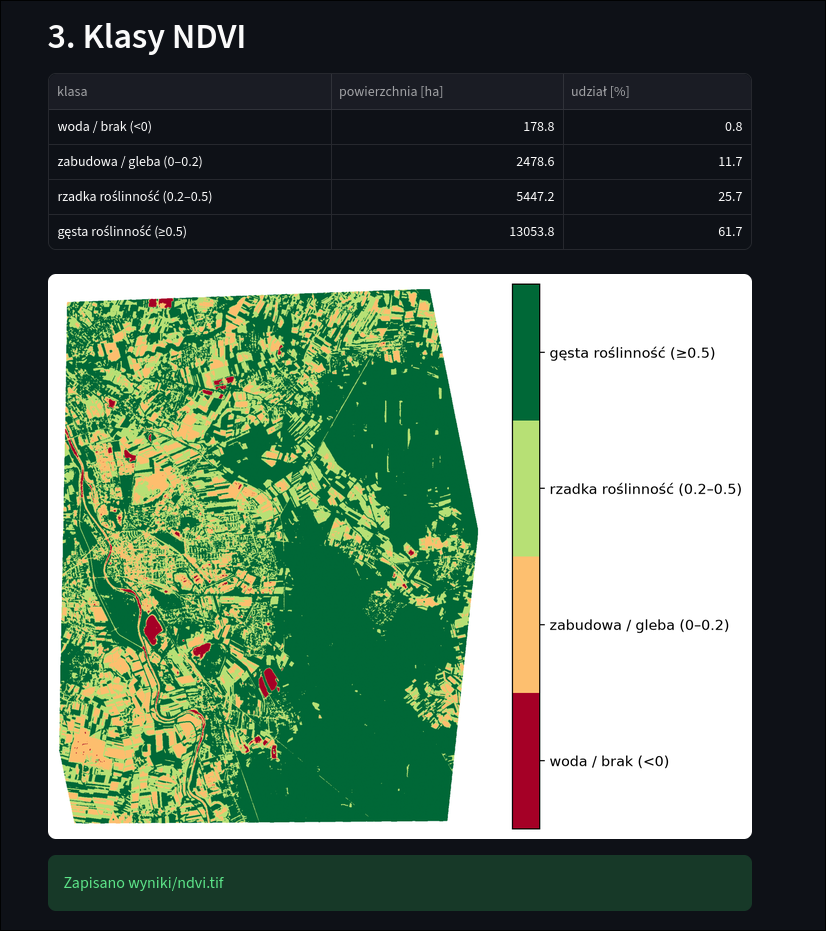 3. Klasy NDVI
klasa powierzchnia [ha] udział [%]
woda / brak (<0) 178.8 0.8
zabudowa / gleba (0–0.2) 2478.6 11.7
rzadka roślinność (0.2–0.5) 5447.2 25.7
gęsta roślinność (≥0.5) 13053.8 61.7
gęsta roślinność (≥0.5)
rzadka roślinność (0.2–0.5)
zabudowa / gleba (0–0.2)
woda / brak (<0)
Zapisano wyniki/ndvi.tif